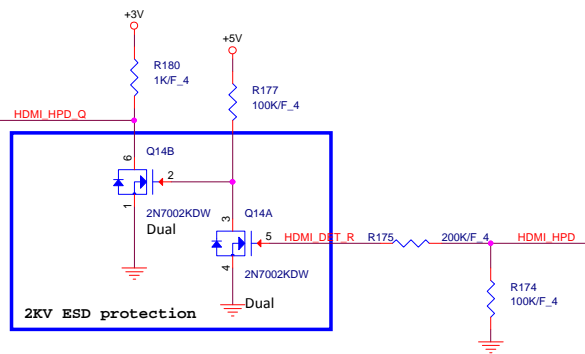 +3V
+5V
R180
1K/F_4
R177
100K/F_4
HDMI_HPD_Q
6
Q14B
2
1
2N7002KDW
Dual
3
Q14A
5
HDMI_DET_R
R175
200K/F_4
HDMI_HPD
4
2N7002KDW
Dual
R174
100K/F_4
2KV ESD protection